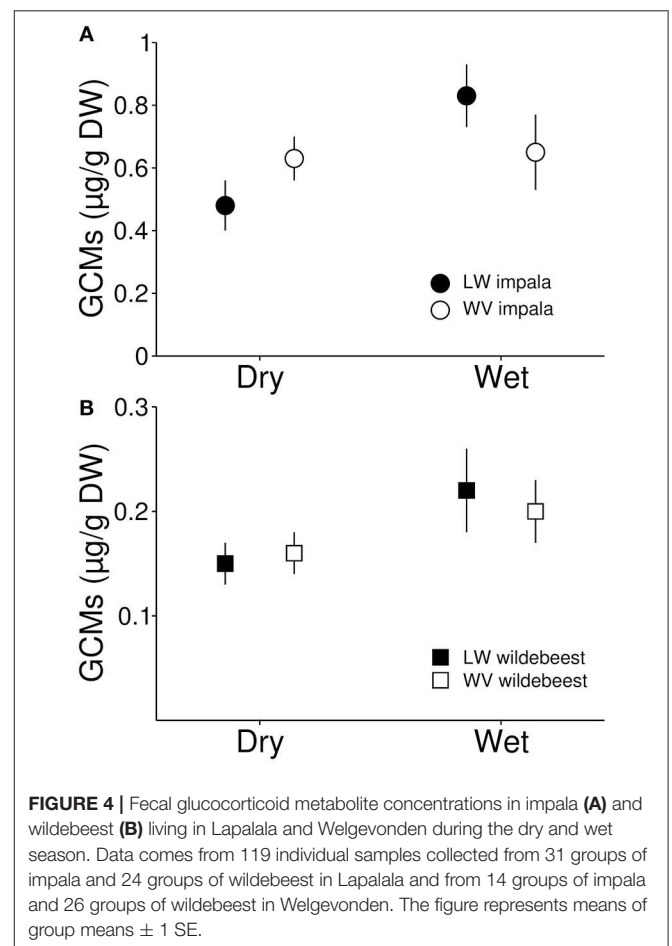 A
GCMs (µg/g DW)
1
0.8
0.6
0.4
0.2
0
LW impala
WV impala
Dry Wet
B
GCMs (µg/g DW)
0.3
0.2
0.1
LW wildebeest
WV wildebeest
Dry Wet
FIGURE 4 | Fecal glucocorticoid metabolite concentrations in impala (A) and
wildebeest (B) living in Lapalala and Welgevonden during the dry and wet
season. Data comes from 119 individual samples collected from 31 groups of
impala and 24 groups of wildebeest in Lapalala and from 14 groups of impala
and 26 groups of wildebeest in Welgevonden. The figure represents means of
group means ± 1 SE.